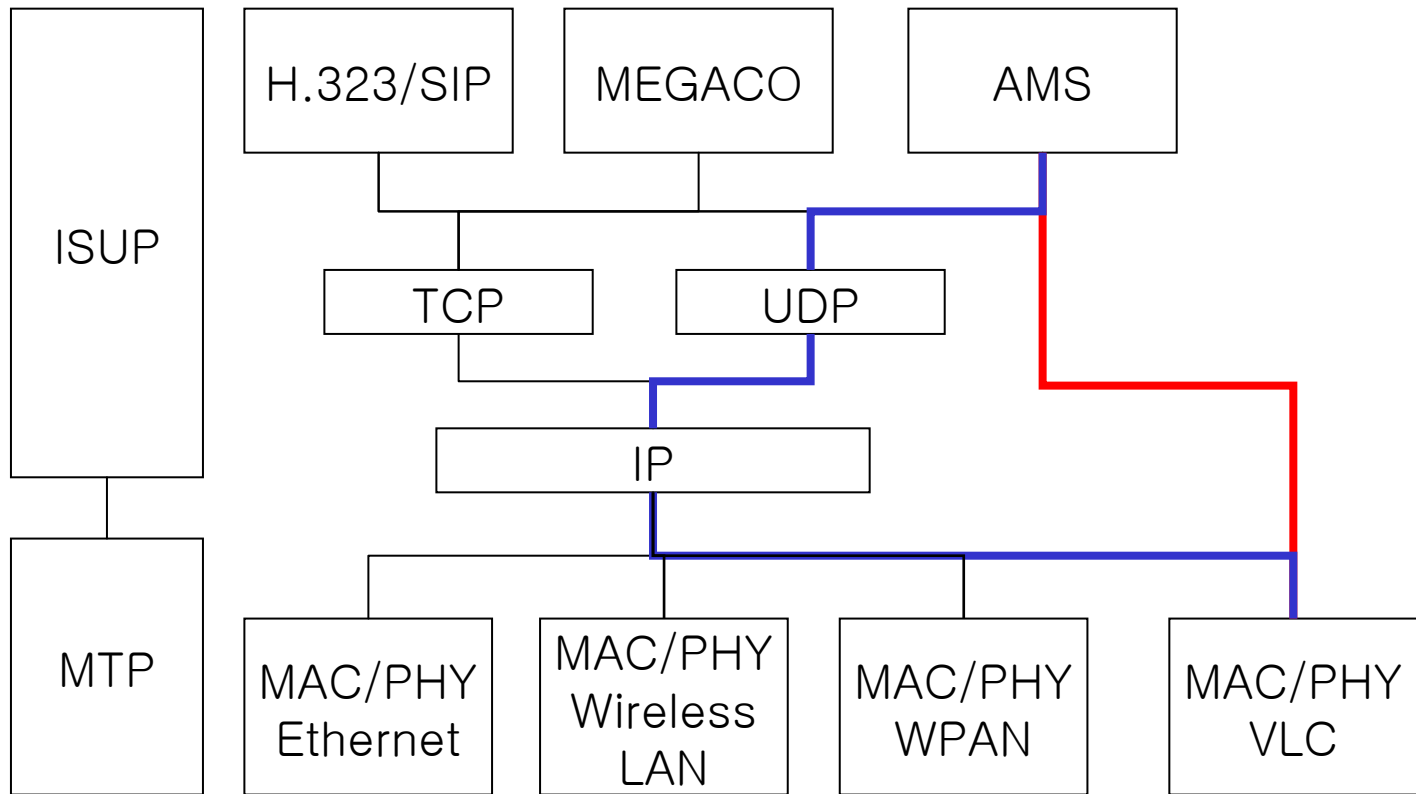 H.323/SIP
MEGACO
AMS
ISUP
TCP
UDP
IP
MTP
MAC/PHY
Ethernet
MAC/PHY
Wireless
LAN
MAC/PHY
WPAN
MAC/PHY
VLC